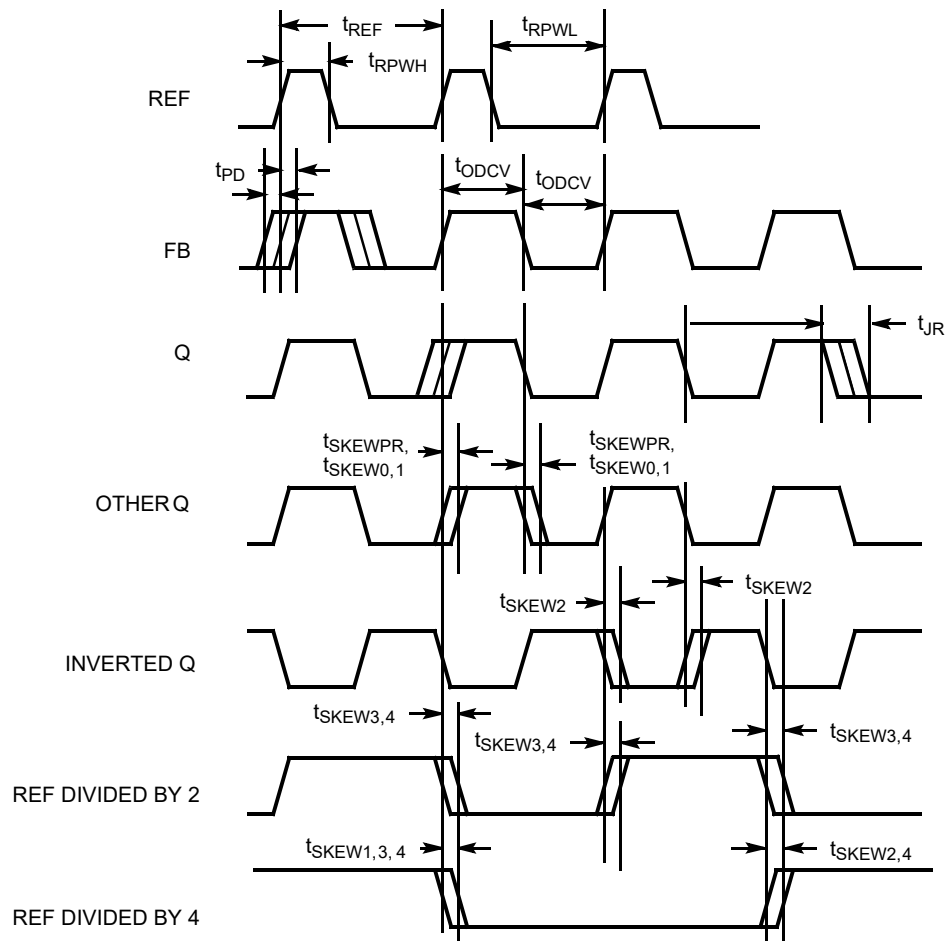 tREF
tRPWL
tRPWH
REF
tPD
tODCV
tODCV
FB
tJR
Q
tSKEWPR,
tSKEW0,1
tSKEWPR,
tSKEW0,1
OTHER Q
tSKEW2
tSKEW2
INVERTED Q
tSKEW3,4
tSKEW3,4
tSKEW3,4
REF DIVIDED BY 2
tSKEW1,3,4
tSKEW2,4
REF DIVIDED BY 4